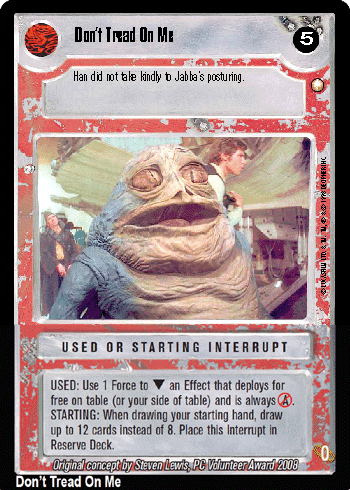 Don't Tread On Me
5
Han did not take kindly to Jabba's posturing.
USED OR STARTING INTERRUPT
USED: Use 1 Force to ▼ an Effect that deploys for
free on table (or your side of table) and is always Ⓐ.
STARTING: When drawing your starting hand, draw
up to 12 cards instead of 8. Place this Interrupt in
Reserve Deck.
0
Original concept by Steven Lewis, PC Volunteer Award 2008
Don't Tread On Me